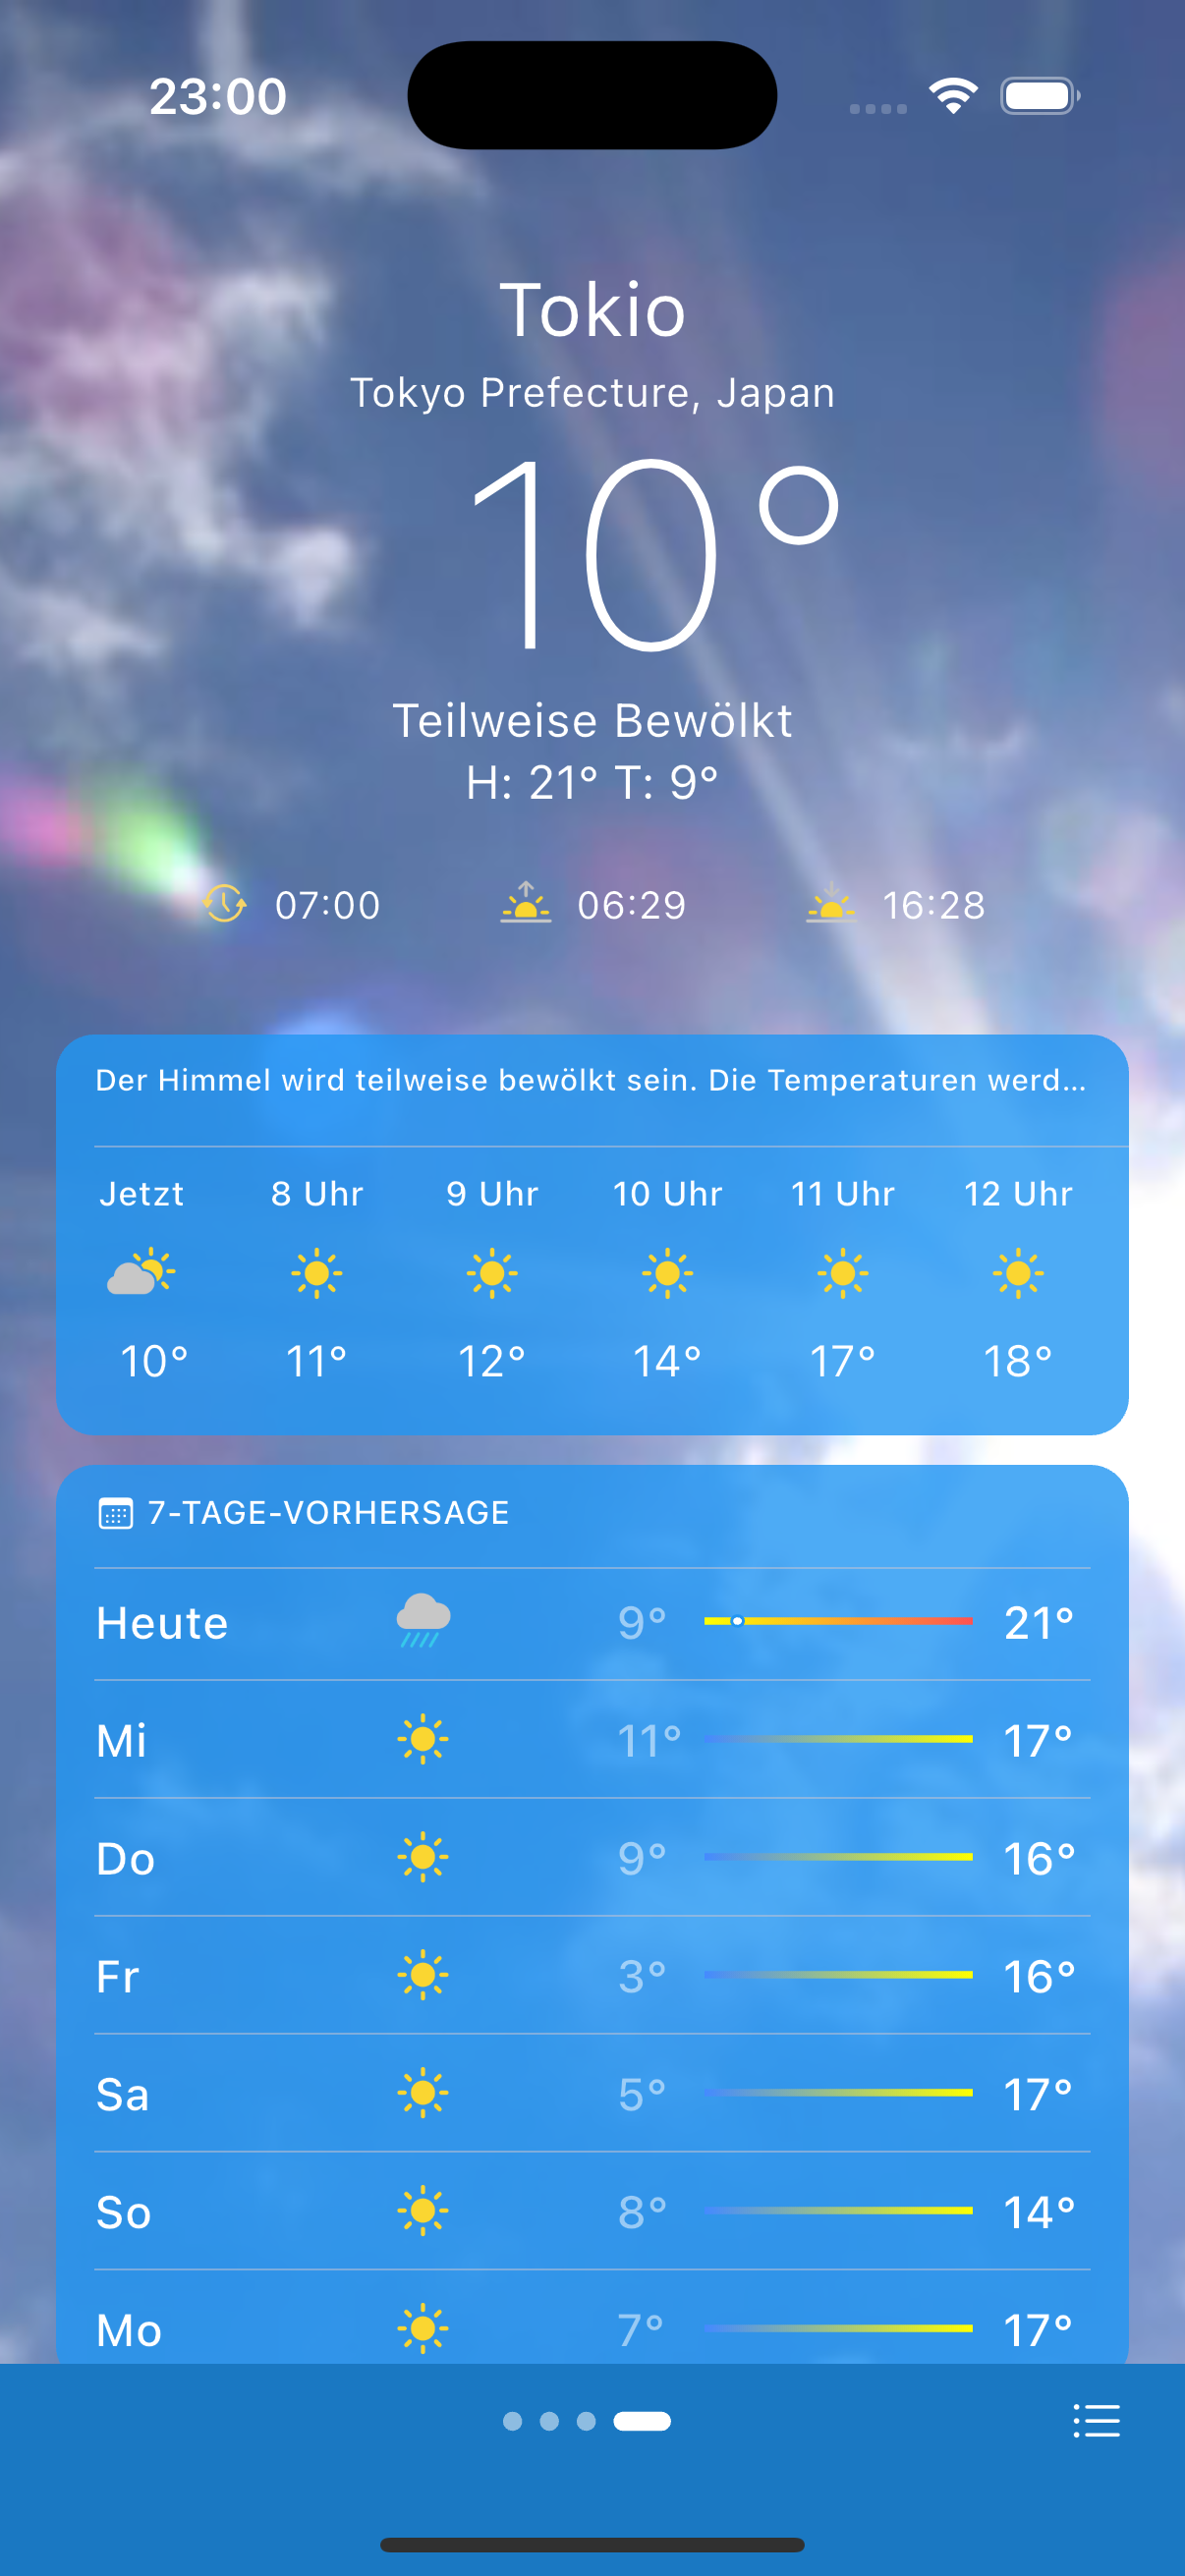 23:00
Tokio
Tokyo Prefecture, Japan
10°
Teilweise Bewölkt
H: 21° T: 9°
07:00 06:29 16:28
Der Himmel wird teilweise bewölkt sein. Die Temperaturen werd...
Jetzt 8 Uhr 9 Uhr 10 Uhr 11 Uhr 12 Uhr
10° 11° 12° 14° 17° 18°
7-TAGE-VORHERSAGE
Heute 9° 21°
Mi 11° 17°
Do 9° 16°
Fr 3° 16°
Sa 5° 17°
So 8° 14°
Mo 7° 17°